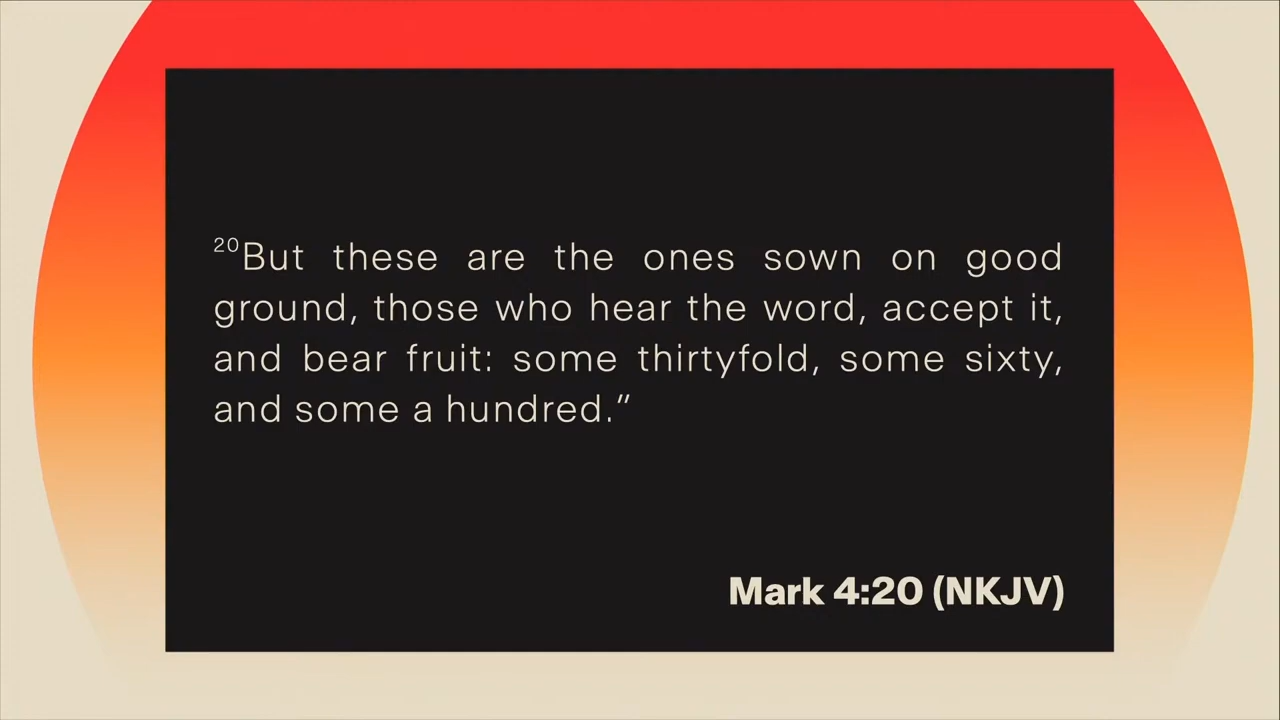 ²⁰But these are the ones sown on good
ground, those who hear the word, accept it,
and bear fruit: some thirtyfold, some sixty,
and some a hundred.”
Mark 4:20 (NKJV)